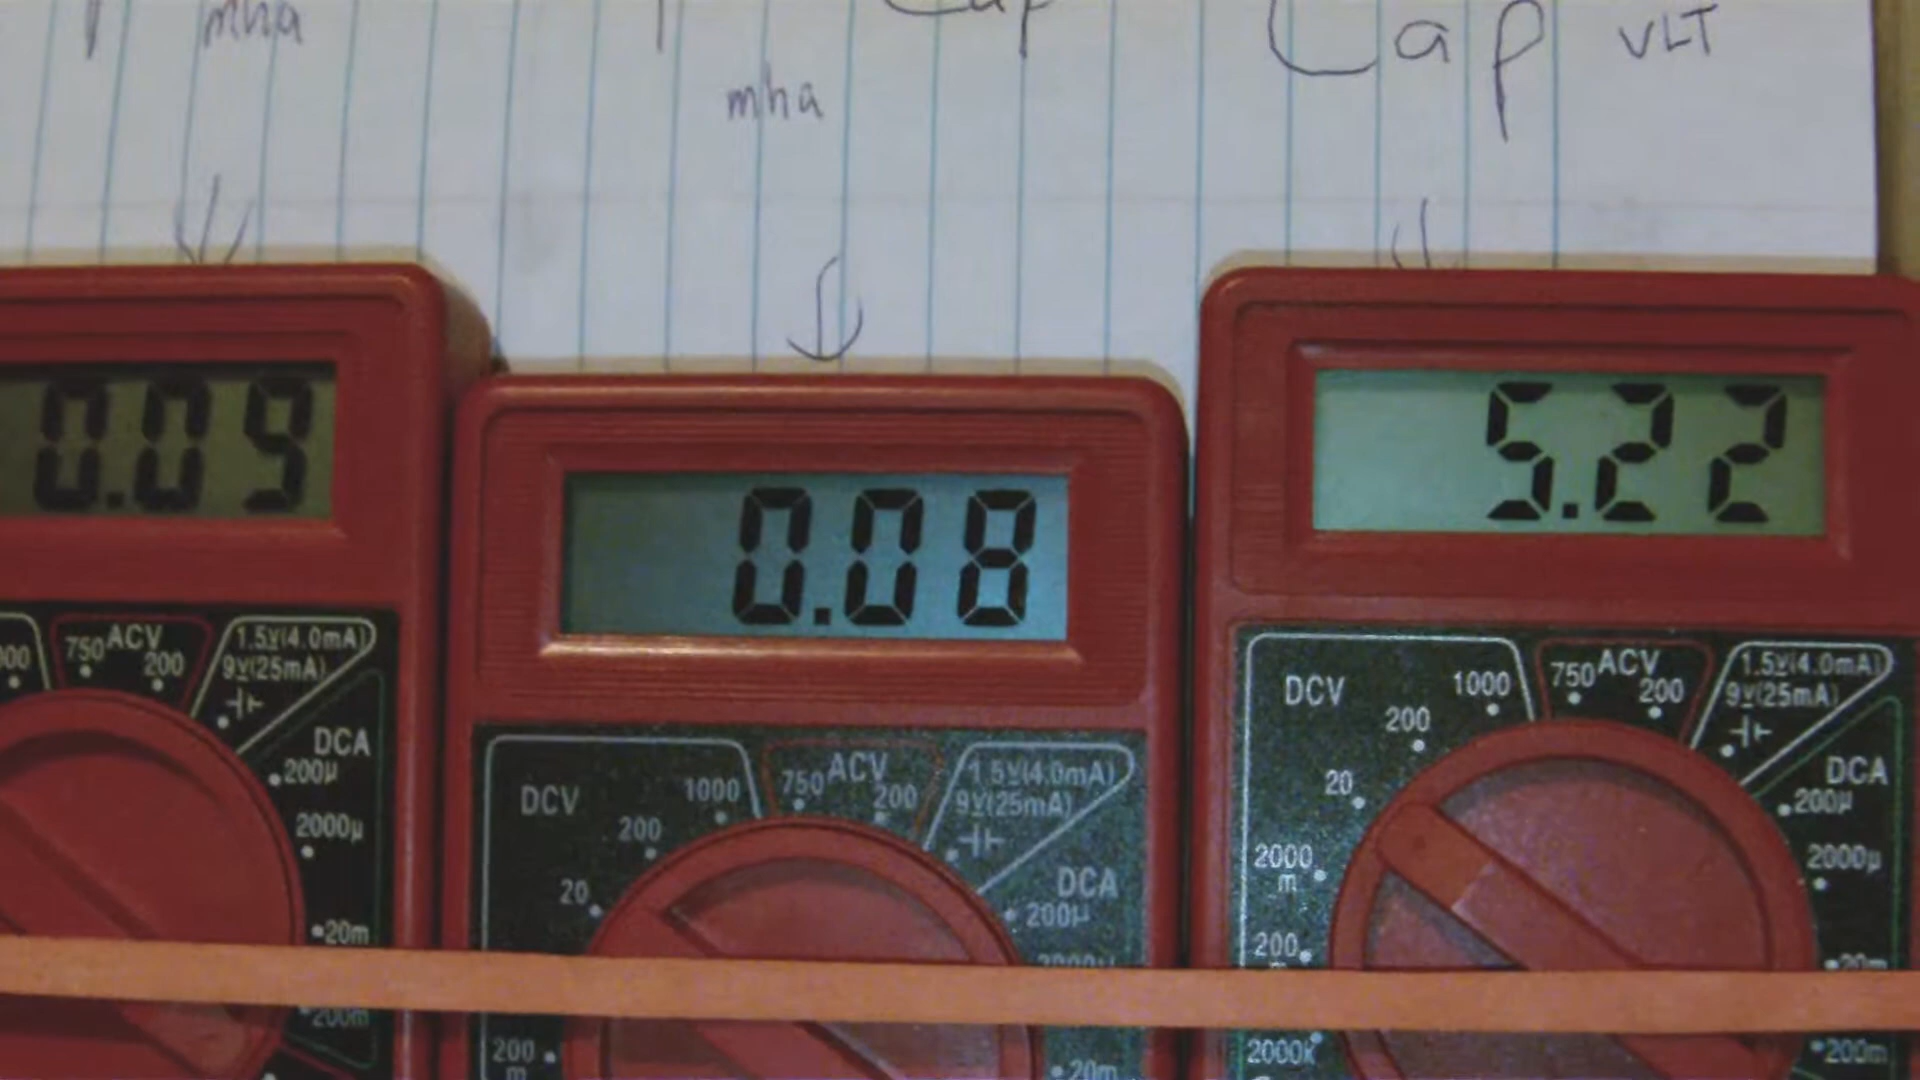 mha
mha
Cap
Cap VLT
0.09
750 ACV 200
1.5V(4.0mA)
9V(25mA)
DCA
200µ
2000µ
20m
200m
0.08
DCV
1000
200
20
200
m
750 ACV 200
1.5V(4.0mA)
9V(25mA)
DCA
200µ
20m
5.22
DCV
1000
200
20
2000
m
200
2000k
750 ACV 200
1.5V(4.0mA)
9V(25mA)
DCA
200µ
2000µ
20m
200m